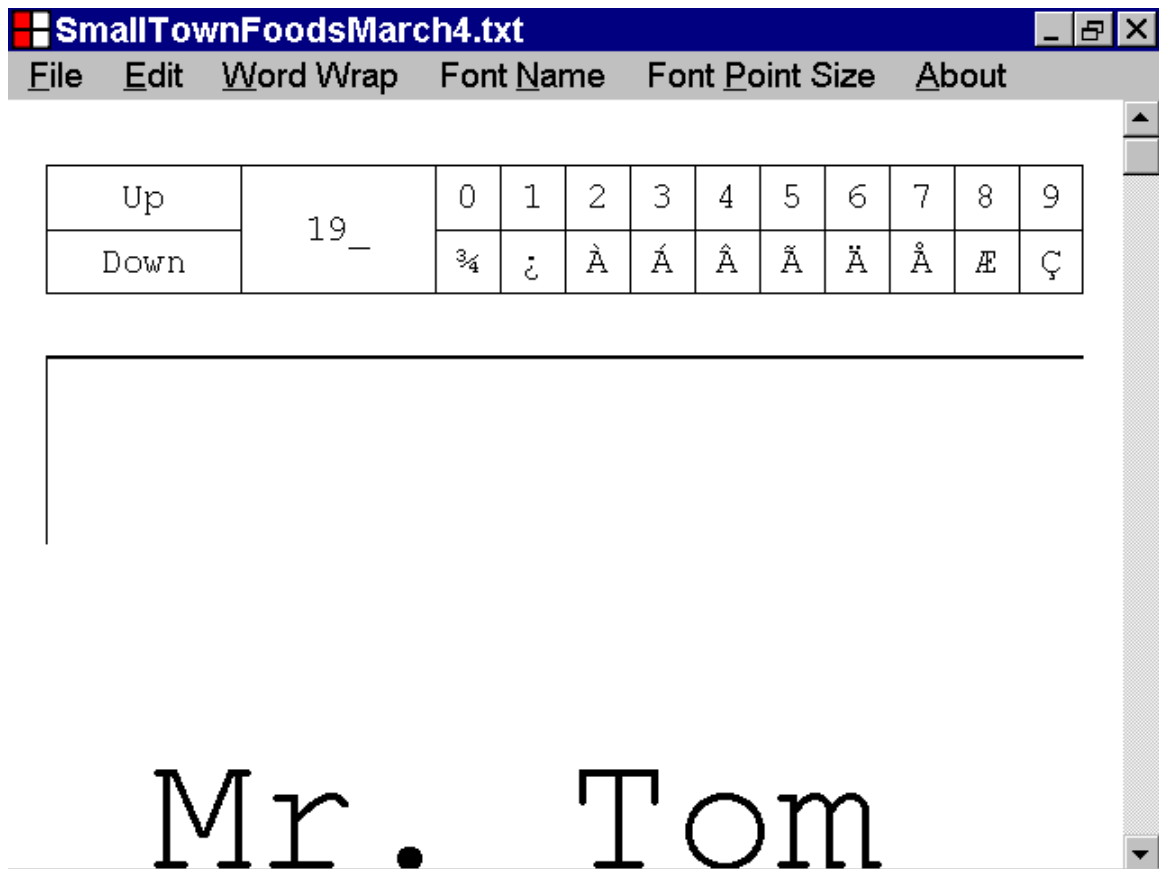 SmallTownFoodsMarch4.txt
File Edit Word Wrap Font Name Font Point Size About
Up 19_ 0 1 2 3 4 5 6 7 8 9
Down ¾ ¿ À Á Â Ã Ä Å Æ Ç
Mr. Tom